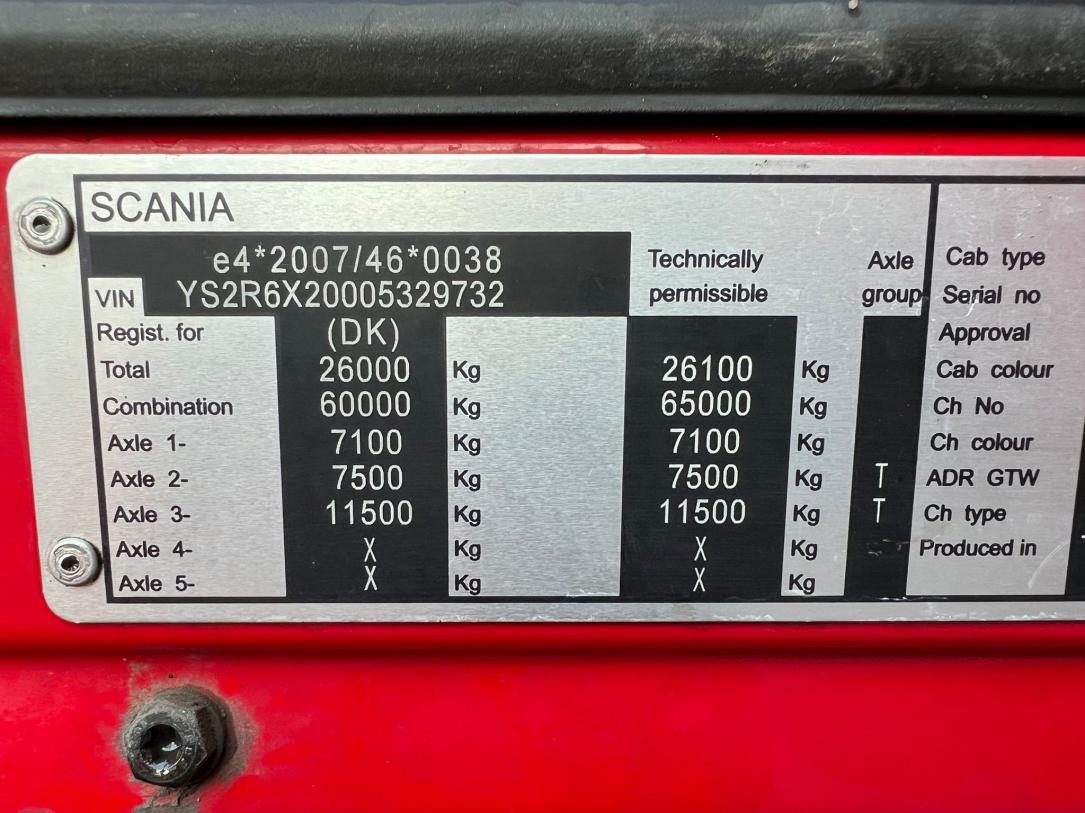 SCANIA
e4*2007/46*0038
VIN YS2R6X20005329732
Technically permissible
Axle group
Regist. for (DK)
Total 26000 Kg 26100 Kg
Combination 60000 Kg 65000 Kg
Axle 1- 7100 Kg 7100 Kg
Axle 2- 7500 Kg 7500 Kg T
Axle 3- 11500 Kg 11500 Kg T
Axle 4- X Kg X Kg
Axle 5- X Kg X Kg
Cab type
Serial no
Approval
Cab colour
Ch No
Ch colour
ADR GTW
Ch type
Produced in